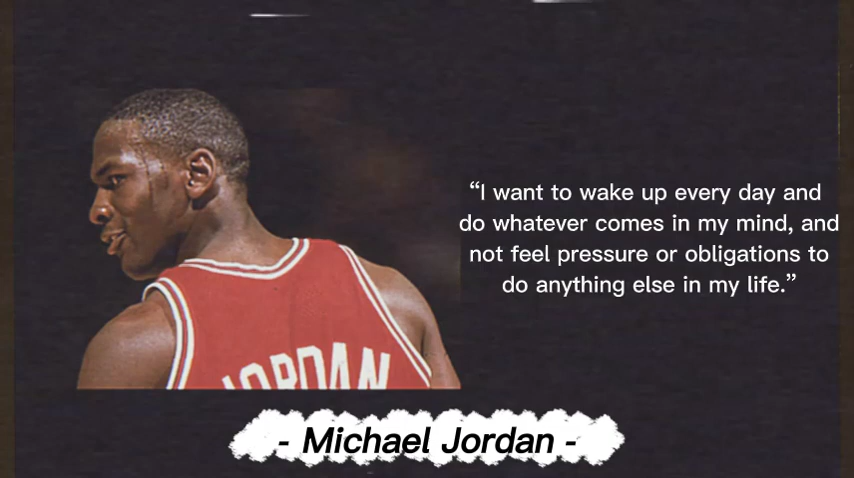 “I want to wake up every day and
do whatever comes in my mind, and
not feel pressure or obligations to
do anything else in my life.”
JORDAN
- Michael Jordan -